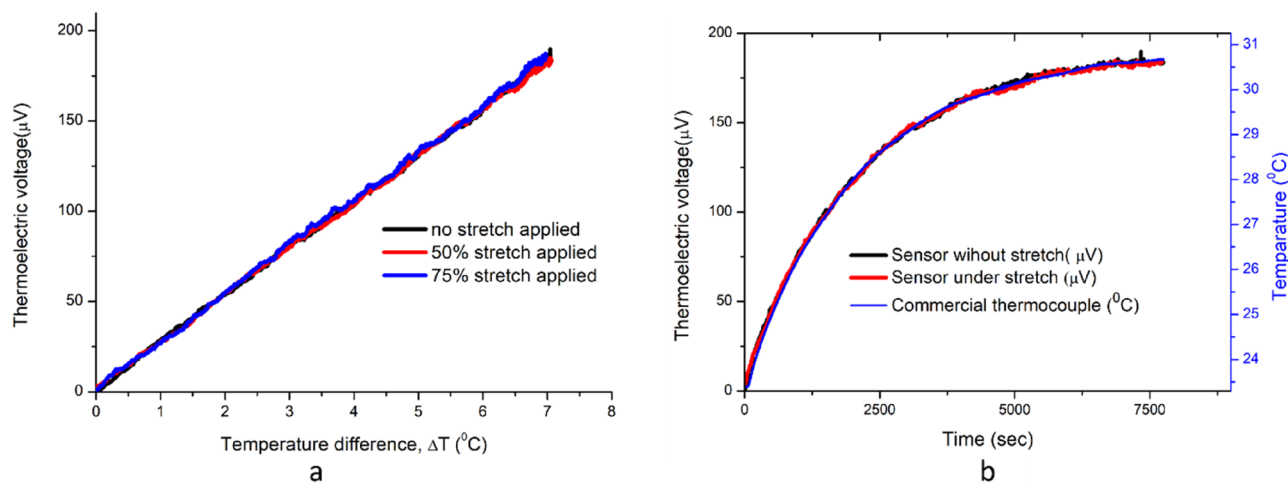 200
150
100
50
0
Thermoelectric voltage(μV)
no stretch applied
50% stretch applied
75% stretch applied
0 1 2 3 4 5 6 7 8
Temperature difference, ΔT (⁰C)
a
200
150
100
50
0
Thermoelectric voltage(μV)
Sensor wihout stretch( μV)
Sensor under stretch (μV)
Commercial thermocouple (⁰C)
31
30
29
28
27
26
25
24
Temparature (⁰C)
0 2500 5000 7500
Time (sec)
b